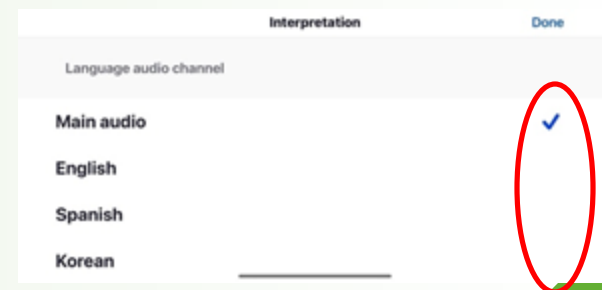 Interpretation Done
Language audio channel
Main audio
English
Spanish
Korean